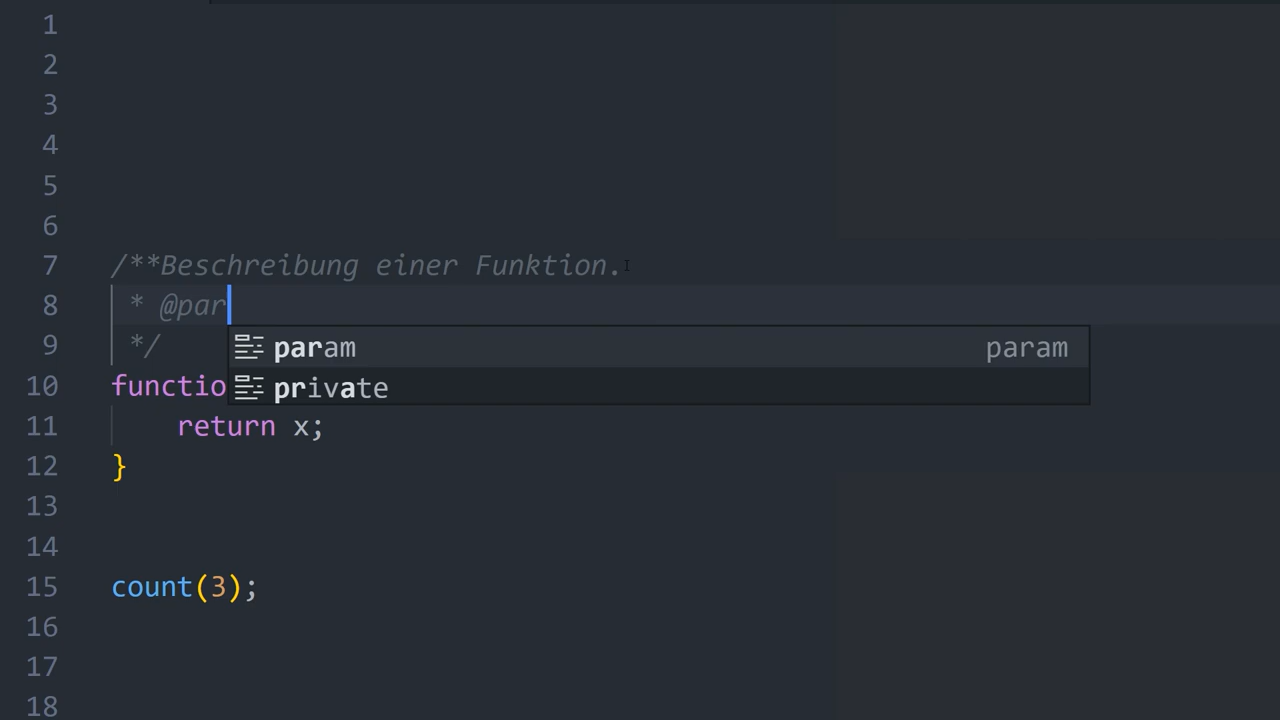 1
2
3
4
5
6
7 /**Beschreibung einer Funktion.
8 * @par
param param
9 */
10 functio
private
11 return x;
12 }
13
14
15 count(3);
16
17
18